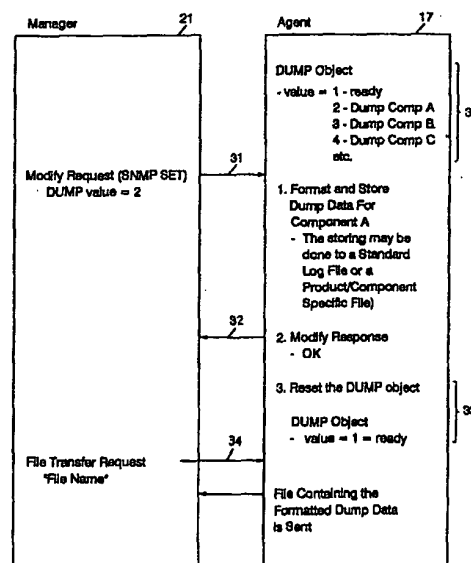 Manager
21
Agent
17
DUMP Object
- value = 1 - ready
2 - Dump Comp A
3 - Dump Comp B
4 - Dump Comp C
etc.
3
31
Modify Request (SNMP SET)
DUMP value = 2
1. Format and Store
Dump Data For
Component A
- The storing may be
done to a Standard
Log File or a
Product/Component
Specific File)
32
2. Modify Response
- OK
3. Reset the DUMP object
DUMP Object
- value = 1 = ready
34
File Transfer Request
"File Name"
File Containing the
Formatted Dump Data
is Sent